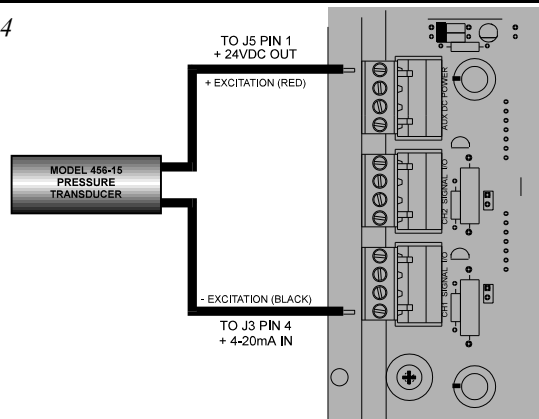 4
TO J5 PIN 1
+ 24VDC OUT
+ EXCITATION (RED)
MODEL 456-15
PRESSURE
TRANSDUCER
- EXCITATION (BLACK)
TO J3 PIN 4
+ 4-20mA IN
AUX DC POWER
CH2 SIGNAL I/O
CH1 SIGNAL I/O